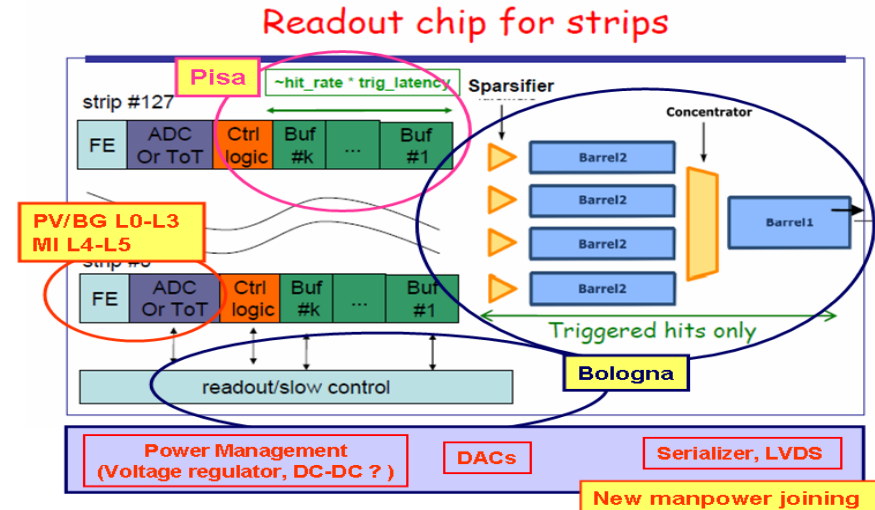 Readout chip for strips
Pisa
~hit_rate * trig_latency
Sparsifier
strip #127
Concentrator
FE
ADC
Or ToT
Ctrl
logic
Buf
#k
...
Buf
#1
Barrel2
Barrel2
Barrel2
Barrel2
Barrel1
PV/BG L0-L3
MI L4-L5
FE
ADC
Or ToT
Ctrl
logic
Buf
#k
...
Buf
#1
Triggered hits only
Bologna
readout/slow control
Power Management
(Voltage regulator, DC-DC ? )
DACs
Serializer, LVDS
New manpower joining